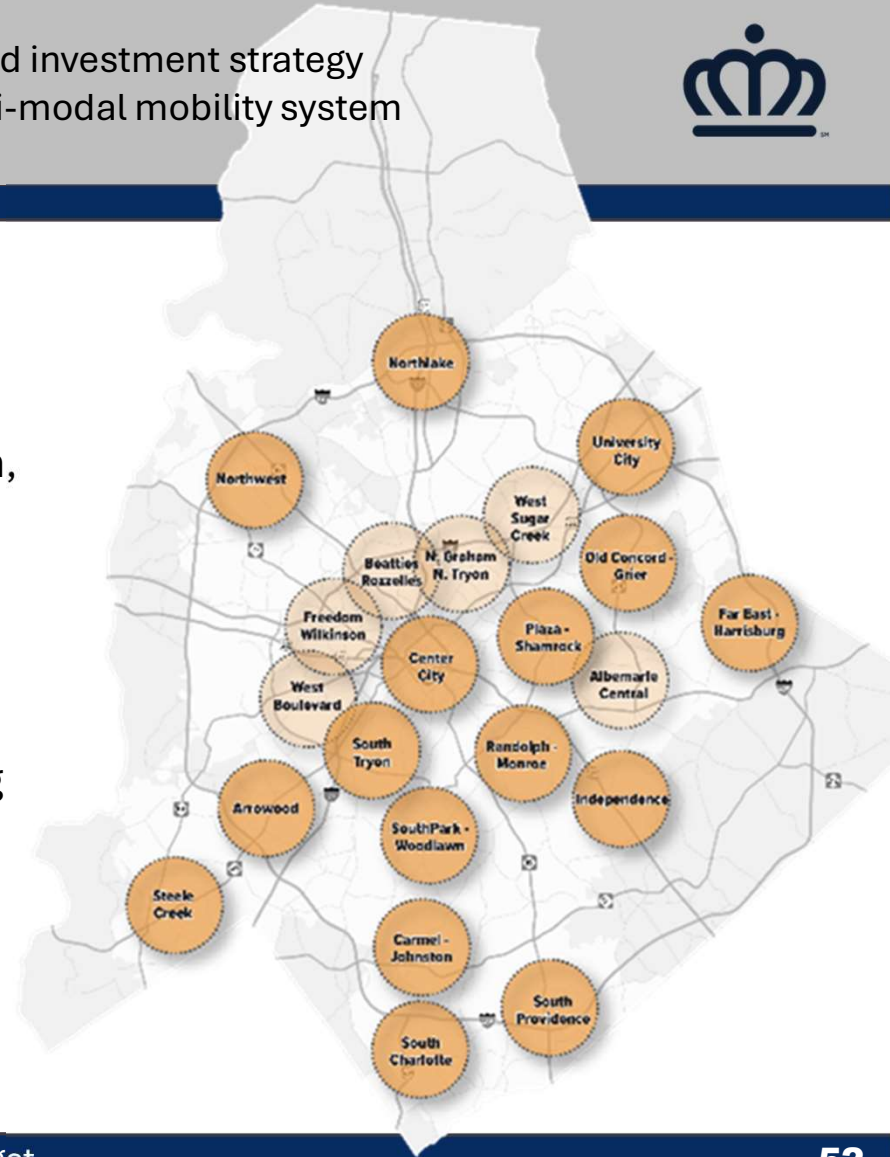 d investment strategy
i-modal mobility system
SM
Northlake
University
City
Northwest
West
Sugar
Creek
N. Graham
N. Tryon
Beatties
Rozzelles
Old Concord -
Grier
Freedom
Wilkinson
Plaza -
Shamrock
Far East -
Harrisburg
Center
City
Albemarle
Central
West
Boulevard
South
Tryon
Randolph -
Monroe
Independence
Arrowood
SouthPark -
Woodlawn
Steele
Creek
Carmel -
Johnston
South
Providence
South
Charlotte
,
g